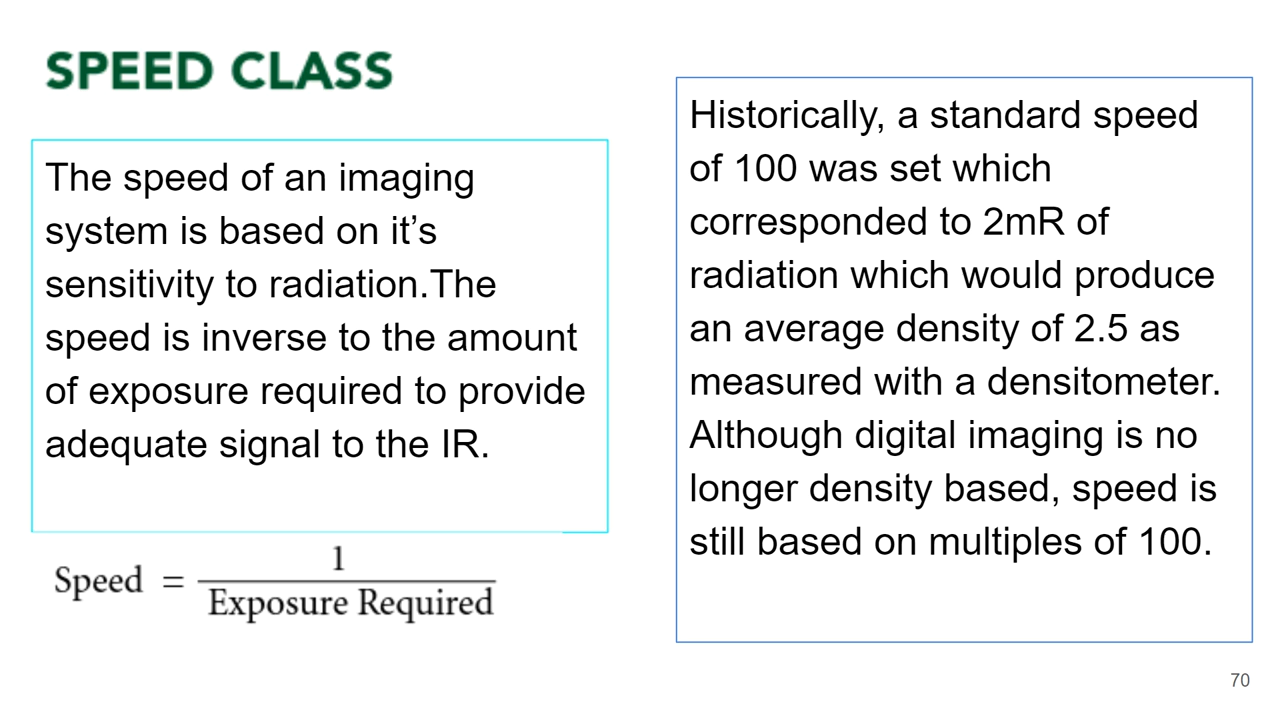 SPEED CLASS
The speed of an imaging
system is based on it’s
sensitivity to radiation.The
speed is inverse to the amount
of exposure required to provide
adequate signal to the IR.
Speed = 1
Exposure Required
Historically, a standard speed
of 100 was set which
corresponded to 2mR of
radiation which would produce
an average density of 2.5 as
measured with a densitometer.
Although digital imaging is no
longer density based, speed is
still based on multiples of 100.
70